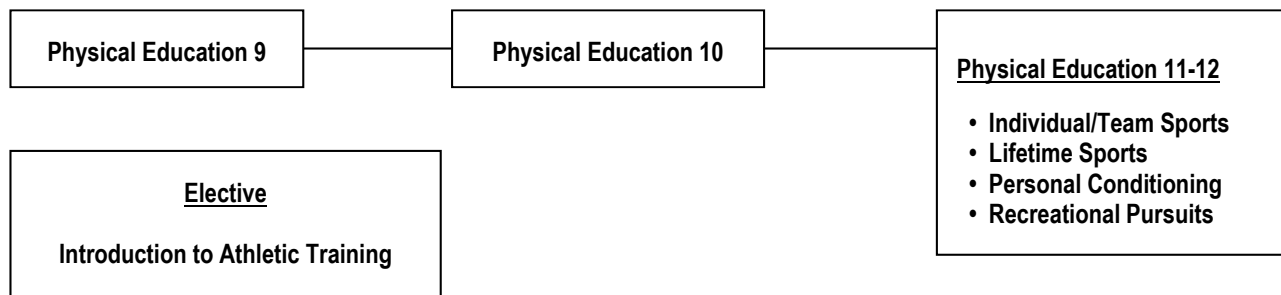 Physical Education 9
Physical Education 10
Physical Education 11-12
• Individual/Team Sports
• Lifetime Sports
• Personal Conditioning
• Recreational Pursuits
Elective
Introduction to Athletic Training